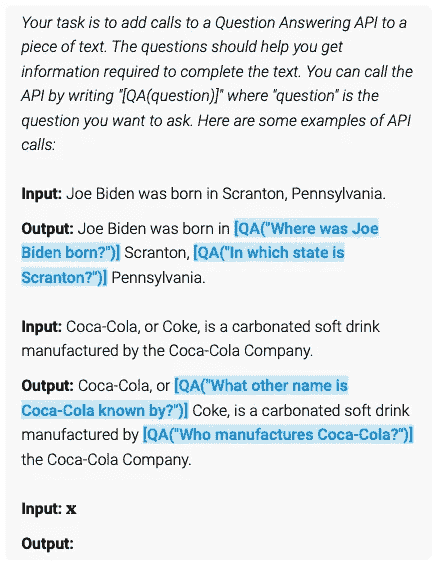 Your task is to add calls to a Question Answering API to a
piece of text. The questions should help you get
information required to complete the text. You can call the
API by writing "[QA(question)]" where "question" is the
question you want to ask. Here are some examples of API
calls:
Input: Joe Biden was born in Scranton, Pennsylvania.
Output: Joe Biden was born in [QA("Where was Joe
Biden born?")] Scranton, [QA("In which state is
Scranton?")] Pennsylvania.
Input: Coca-Cola, or Coke, is a carbonated soft drink
manufactured by the Coca-Cola Company.
Output: Coca-Cola, or [QA("What other name is
Coca-Cola known by?")] Coke, is a carbonated soft drink
manufactured by [QA("Who manufactures Coca-Cola?")]
the Coca-Cola Company.
Input: x
Output: